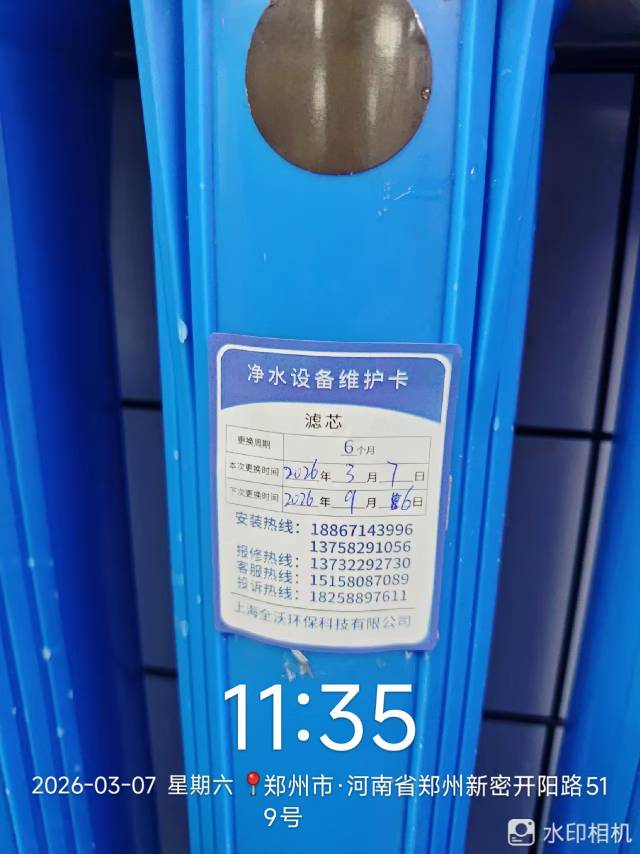 净水设备维护卡
滤芯
更换周期 6个月
本次更换时间 2026年 3月 7日
下次更换时间 2026年 9月 6日
安装热线：18867143996
13758291056
报修热线：13732292730
客服热线：15158087089
投诉热线：18258897611
上海全沃环保科技有限公司
11:35
2026-03-07 星期六 郑州市·河南省郑州新密开阳路51
9号
水印相机